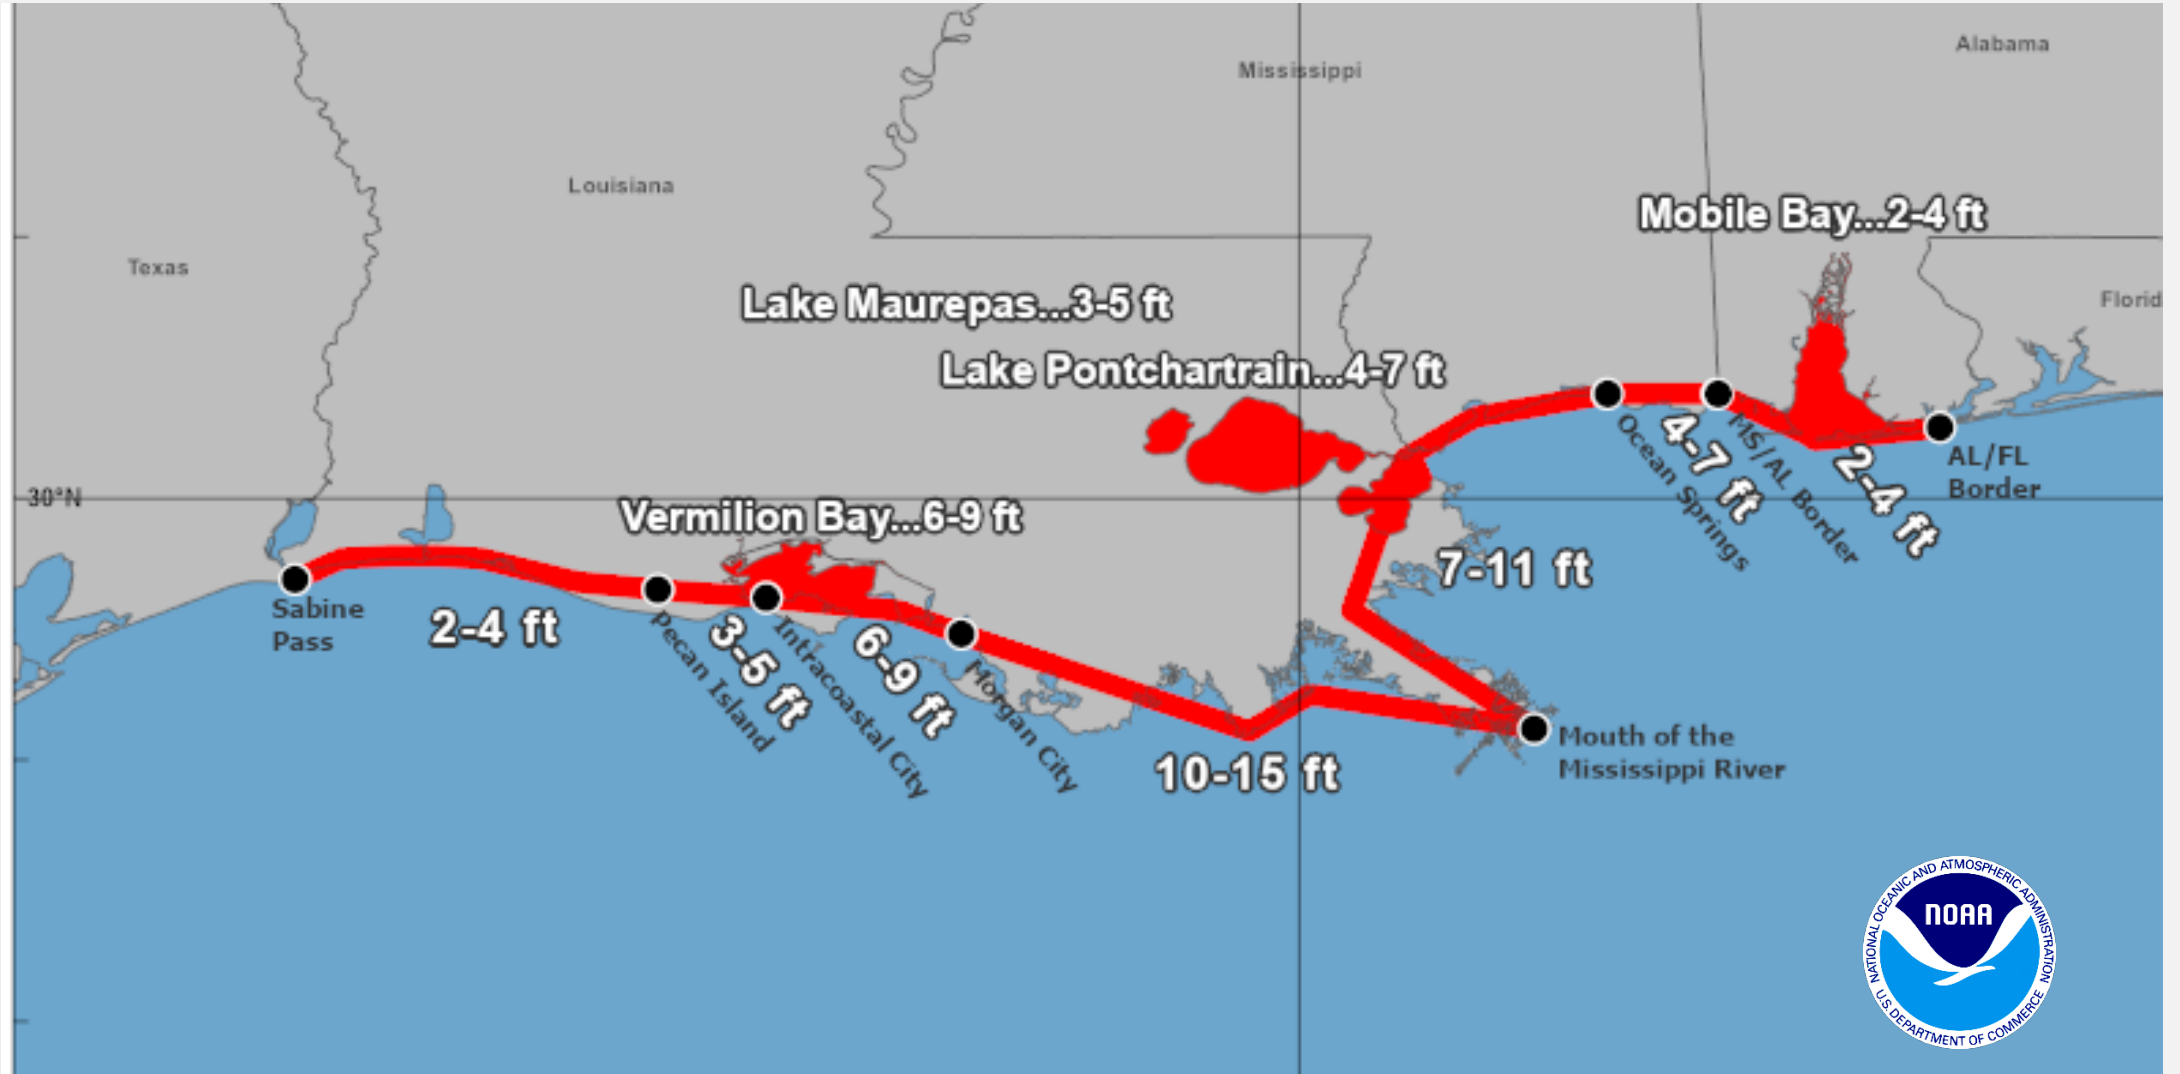 Alabama
Mississippi
Louisiana
Mobile Bay...2-4 ft
Texas
Florid
Lake Maurepas...3-5 ft
Lake Pontchartrain...4-7 ft
30°N
Vermilion Bay...6-9 ft
Sabine
Pass
2-4 ft
Pecan Island
3-5 ft
Intracoastal City
6-9 ft
Morgan City
10-15 ft
Mouth of the
Mississippi River
7-11 ft
Ocean Springs
4-7 ft
MS/AL Border
2-4 ft
AL/FL
Border
NATIONAL OCEANIC AND ATMOSPHERIC ADMINISTRATION
NOAA
U.S. DEPARTMENT OF COMMERCE